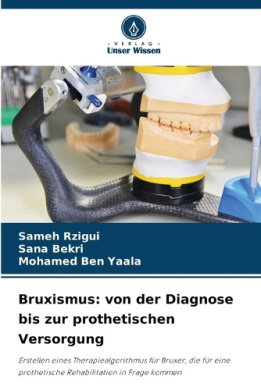 · VERLAG ·
Unser Wissen
Sameh Rzigui
Sana Bekri
Mohamed Ben Yaala
Bruxismus: von der Diagnose
bis zur prothetischen
Versorgung
Erstellen eines Therapiealgorithmus für Bruxer, die für eine
prothetische Rehabilitation in Frage kommen